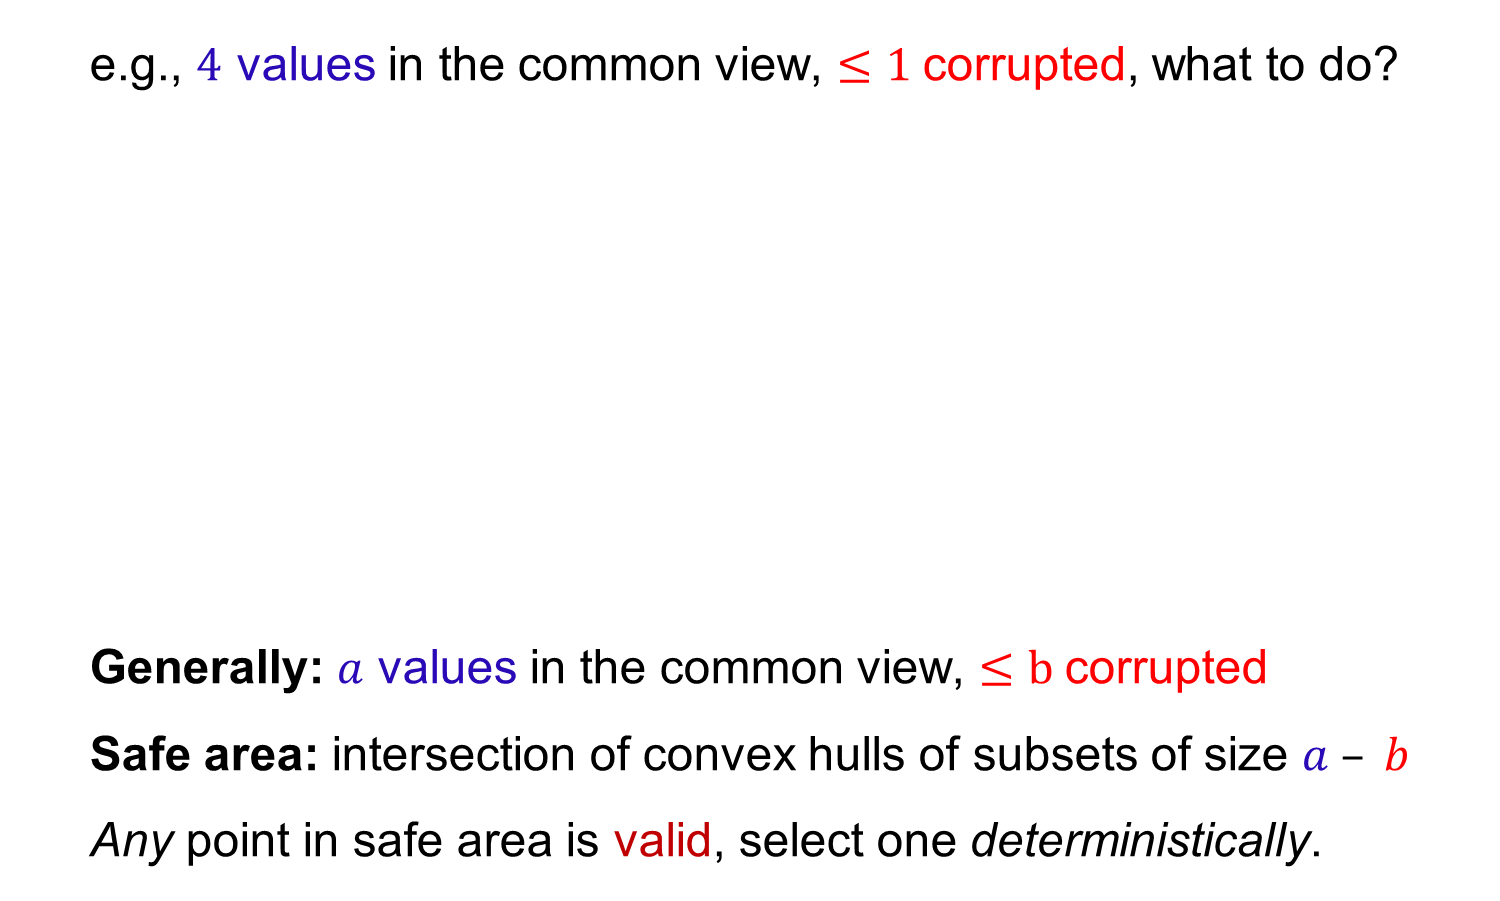 e.g., 4 values in the common view, ≤ 1 corrupted, what to do?
Generally: a values in the common view, ≤ b corrupted
Safe area: intersection of convex hulls of subsets of size a – b
Any point in safe area is valid, select one deterministically.